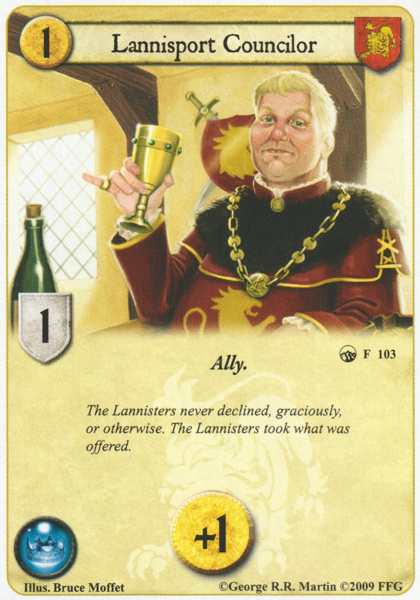 1
Lannisport Councilor
1
F 103
Ally.
The Lannisters never declined, graciously,
or otherwise. The Lannisters took what was
offered.
+1
Illus. Bruce Moffet
©George R.R. Martin ©2009 FFG